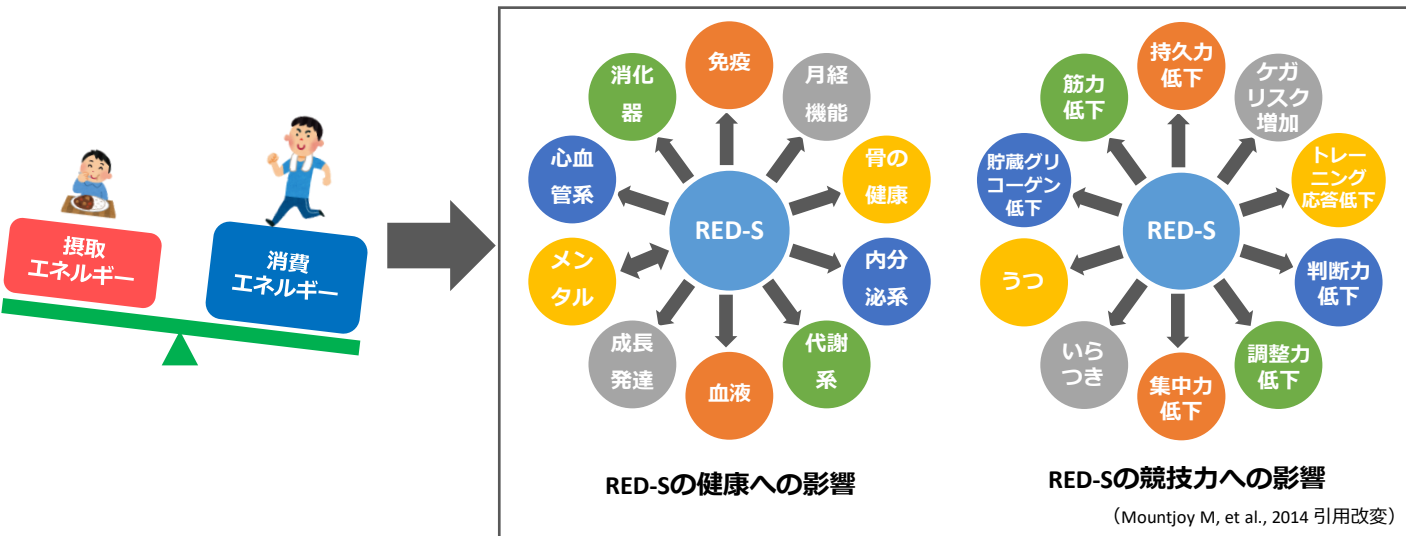 摂取
エネルギー
消費
エネルギー
免疫
月経
機能
骨の
健康
内分
泌系
代謝
系
血液
成長
発達
メン
タル
心血
管系
消化
器
RED-S
RED-Sの健康への影響
持久力
低下
ケガ
リスク
増加
トレー
ニング
応答低下
判断力
低下
調整力
低下
集中力
低下
いら
つき
うつ
貯蔵グリ
コーゲン
低下
筋力
低下
RED-S
RED-Sの競技力への影響
（Mountjoy M, et al., 2014 引用改変）